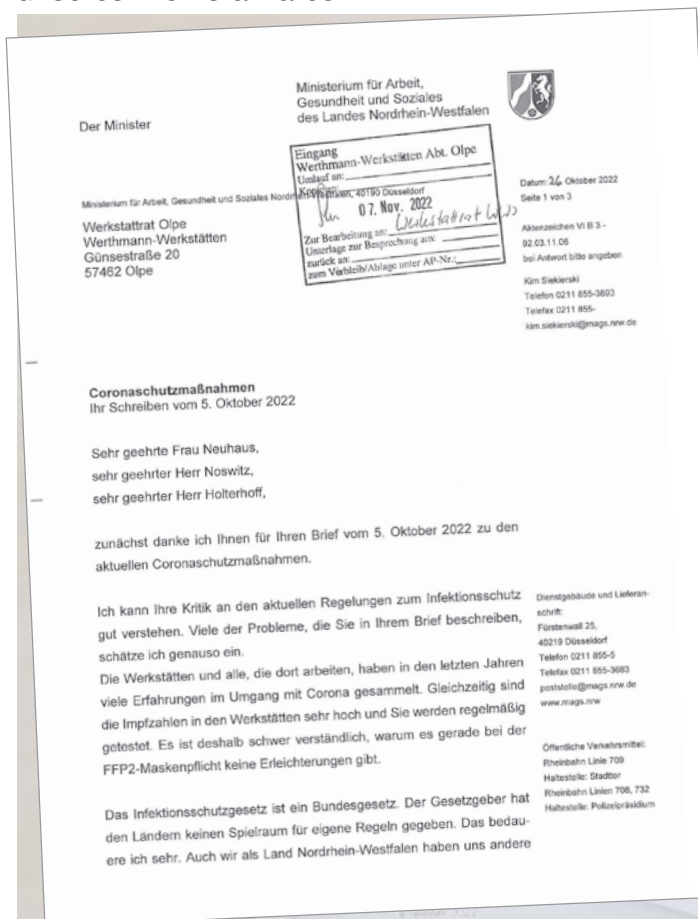 Der Minister
Ministerium für Arbeit,
Gesundheit und Soziales
des Landes Nordrhein-Westfalen
Eingang
Werthmann-Werkstätten Abt. Olpe
Umlauf an:
Kopie an:
07. Nov. 2022
Werkstattrat
Zur Bearbeitung an:
Unterlage zur Besprechung am:
zurück an:
zum Verbleib/Ablage unter AP-Nr.:
Ministerium für Arbeit, Gesundheit und Soziales Nordrhein-Westfalen, 40190 Düsseldorf
Werkstattrat Olpe
Werthmann-Werkstätten
Günsestraße 20
57462 Olpe
Datum: 26 Oktober 2022
Seite 1 von 3
Aktenzeichen VI B 3 -
92.03.11.06
bei Antwort bitte angeben
Kim Siekierski
Telefon 0211 855-3693
Telefax 0211 855-
kim.siekierski@mags.nrw.de
Coronaschutzmaßnahmen
Ihr Schreiben vom 5. Oktober 2022
Sehr geehrte Frau Neuhaus,
sehr geehrter Herr Noswitz,
sehr geehrter Herr Holterhoff,
zunächst danke ich Ihnen für Ihren Brief vom 5. Oktober 2022 zu den
aktuellen Coronaschutzmaßnahmen.
Ich kann Ihre Kritik an den aktuellen Regelungen zum Infektionsschutz
gut verstehen. Viele der Probleme, die Sie in Ihrem Brief beschreiben,
schätze ich genauso ein.
Die Werkstätten und alle, die dort arbeiten, haben in den letzten Jahren
viele Erfahrungen im Umgang mit Corona gesammelt. Gleichzeitig sind
die Impfzahlen in den Werkstätten sehr hoch und Sie werden regelmäßig
getestet. Es ist deshalb schwer verständlich, warum es gerade bei der
FFP2-Maskenpflicht keine Erleichterungen gibt.
Das Infektionsschutzgesetz ist ein Bundesgesetz. Der Gesetzgeber hat
den Ländern keinen Spielraum für eigene Regeln gegeben. Das bedau-
ere ich sehr. Auch wir als Land Nordrhein-Westfalen haben uns andere
Dienstgebäude und Lieferan-
schrift:
Fürstenwall 25,
40219 Düsseldorf
Telefon 0211 855-5
Telefax 0211 855-3683
poststelle@mags.nrw.de
www.mags.nrw
Öffentliche Verkehrsmittel:
Rheinbahn Linie 709
Haltestelle: Stadttor
Rheinbahn Linien 708, 732
Haltestelle: Polizeipräsidium